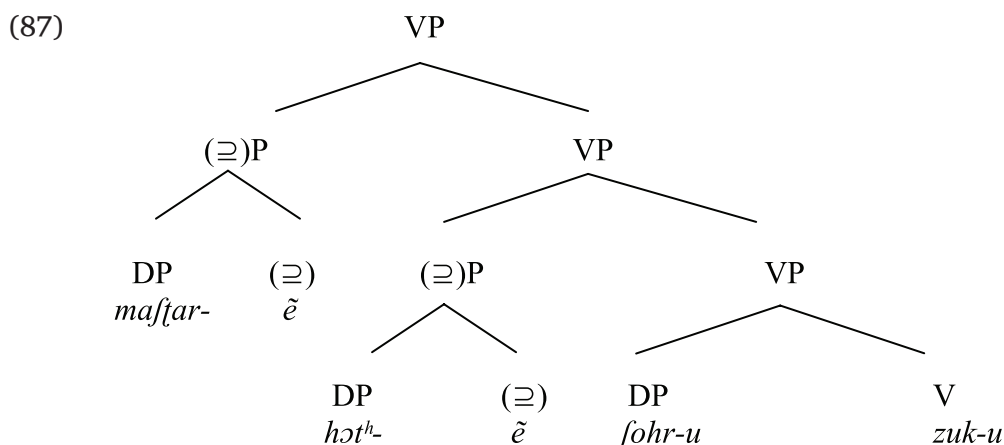 (87) VP
(⊇)P VP
DP (⊇) (⊇)P VP
maʃʈar- ẽ
DP (⊇) DP V
hɔtʰ- ẽ ʃohr-u zuk-u